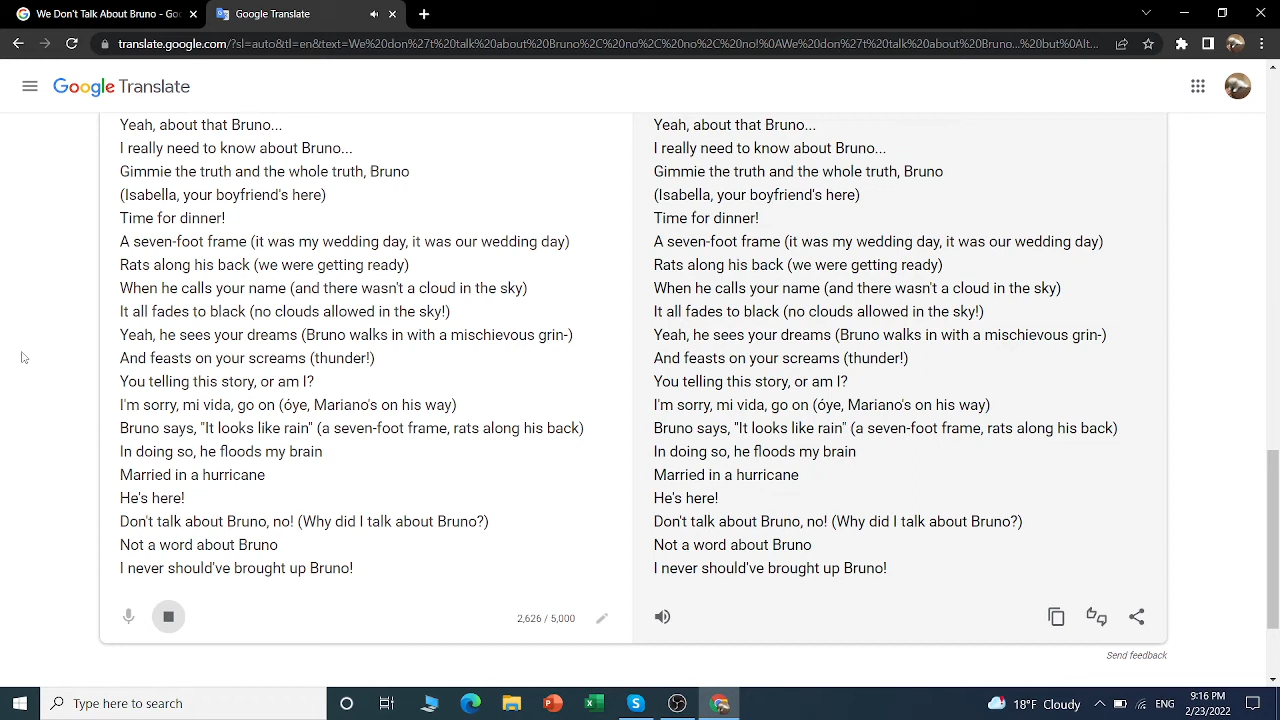 We Don't Talk About Bruno - Goo
Google Translate
translate.google.com/?sl=auto&tl=en&text=We%20don%27t%20talk%20about%20Bruno%2C%20no%2C%20no%2C%20no!%0AWe%20don%27t%20talk%20about%20Bruno...%20but%0AIt...
Google Translate
Yeah, about that Bruno...
I really need to know about Bruno...
Gimmie the truth and the whole truth, Bruno
(Isabella, your boyfriend's here)
Time for dinner!
A seven-foot frame (it was my wedding day, it was our wedding day)
Rats along his back (we were getting ready)
When he calls your name (and there wasn't a cloud in the sky)
It all fades to black (no clouds allowed in the sky!)
Yeah, he sees your dreams (Bruno walks in with a mischievous grin-)
And feasts on your screams (thunder!)
You telling this story, or am I?
I'm sorry, mi vida, go on (óye, Mariano's on his way)
Bruno says, "It looks like rain" (a seven-foot frame, rats along his back)
In doing so, he floods my brain
Married in a hurricane
He's here!
Don't talk about Bruno, no! (Why did I talk about Bruno?)
Not a word about Bruno
I never should've brought up Bruno!
2,626 / 5,000
Yeah, about that Bruno...
I really need to know about Bruno...
Gimmie the truth and the whole truth, Bruno
(Isabella, your boyfriend's here)
Time for dinner!
A seven-foot frame (it was my wedding day, it was our wedding day)
Rats along his back (we were getting ready)
When he calls your name (and there wasn't a cloud in the sky)
It all fades to black (no clouds allowed in the sky!)
Yeah, he sees your dreams (Bruno walks in with a mischievous grin-)
And feasts on your screams (thunder!)
You telling this story, or am I?
I'm sorry, mi vida, go on (óye, Mariano's on his way)
Bruno says, "It looks like rain" (a seven-foot frame, rats along his back)
In doing so, he floods my brain
Married in a hurricane
He's here!
Don't talk about Bruno, no! (Why did I talk about Bruno?)
Not a word about Bruno
I never should've brought up Bruno!
Send feedback
Type here to search
18°F Cloudy
ENG
9:16 PM
2/23/2022